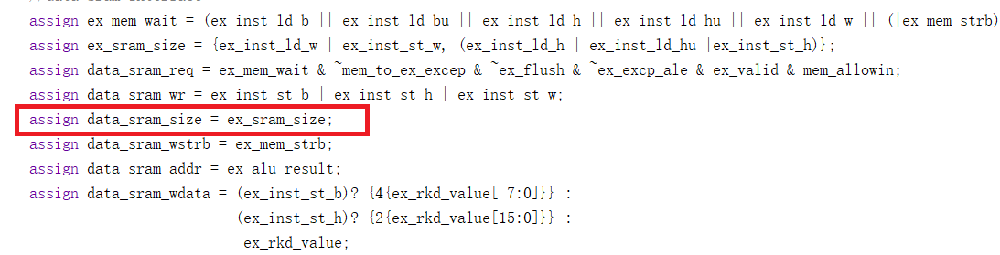 assign ex_mem_wait = (ex_inst_ld_b || ex_inst_ld_bu || ex_inst_ld_h || ex_inst_ld_hu || ex_inst_ld_w || (|ex_mem_strb)
assign ex_sram_size = {ex_inst_ld_w | ex_inst_st_w, (ex_inst_ld_h | ex_inst_ld_hu |ex_inst_st_h)};
assign data_sram_req = ex_mem_wait & ~mem_to_ex_excep & ~ex_flush & ~ex_excp_ale & ex_valid & mem_allowin;
assign data_sram_wr = ex_inst_st_b | ex_inst_st_h | ex_inst_st_w;
assign data_sram_size = ex_sram_size;
assign data_sram_wstrb = ex_mem_strb;
assign data_sram_addr = ex_alu_result;
assign data_sram_wdata = (ex_inst_st_b)? {4{ex_rkd_value[ 7:0]}} :
(ex_inst_st_h)? {2{ex_rkd_value[15:0]}} :
ex_rkd_value;